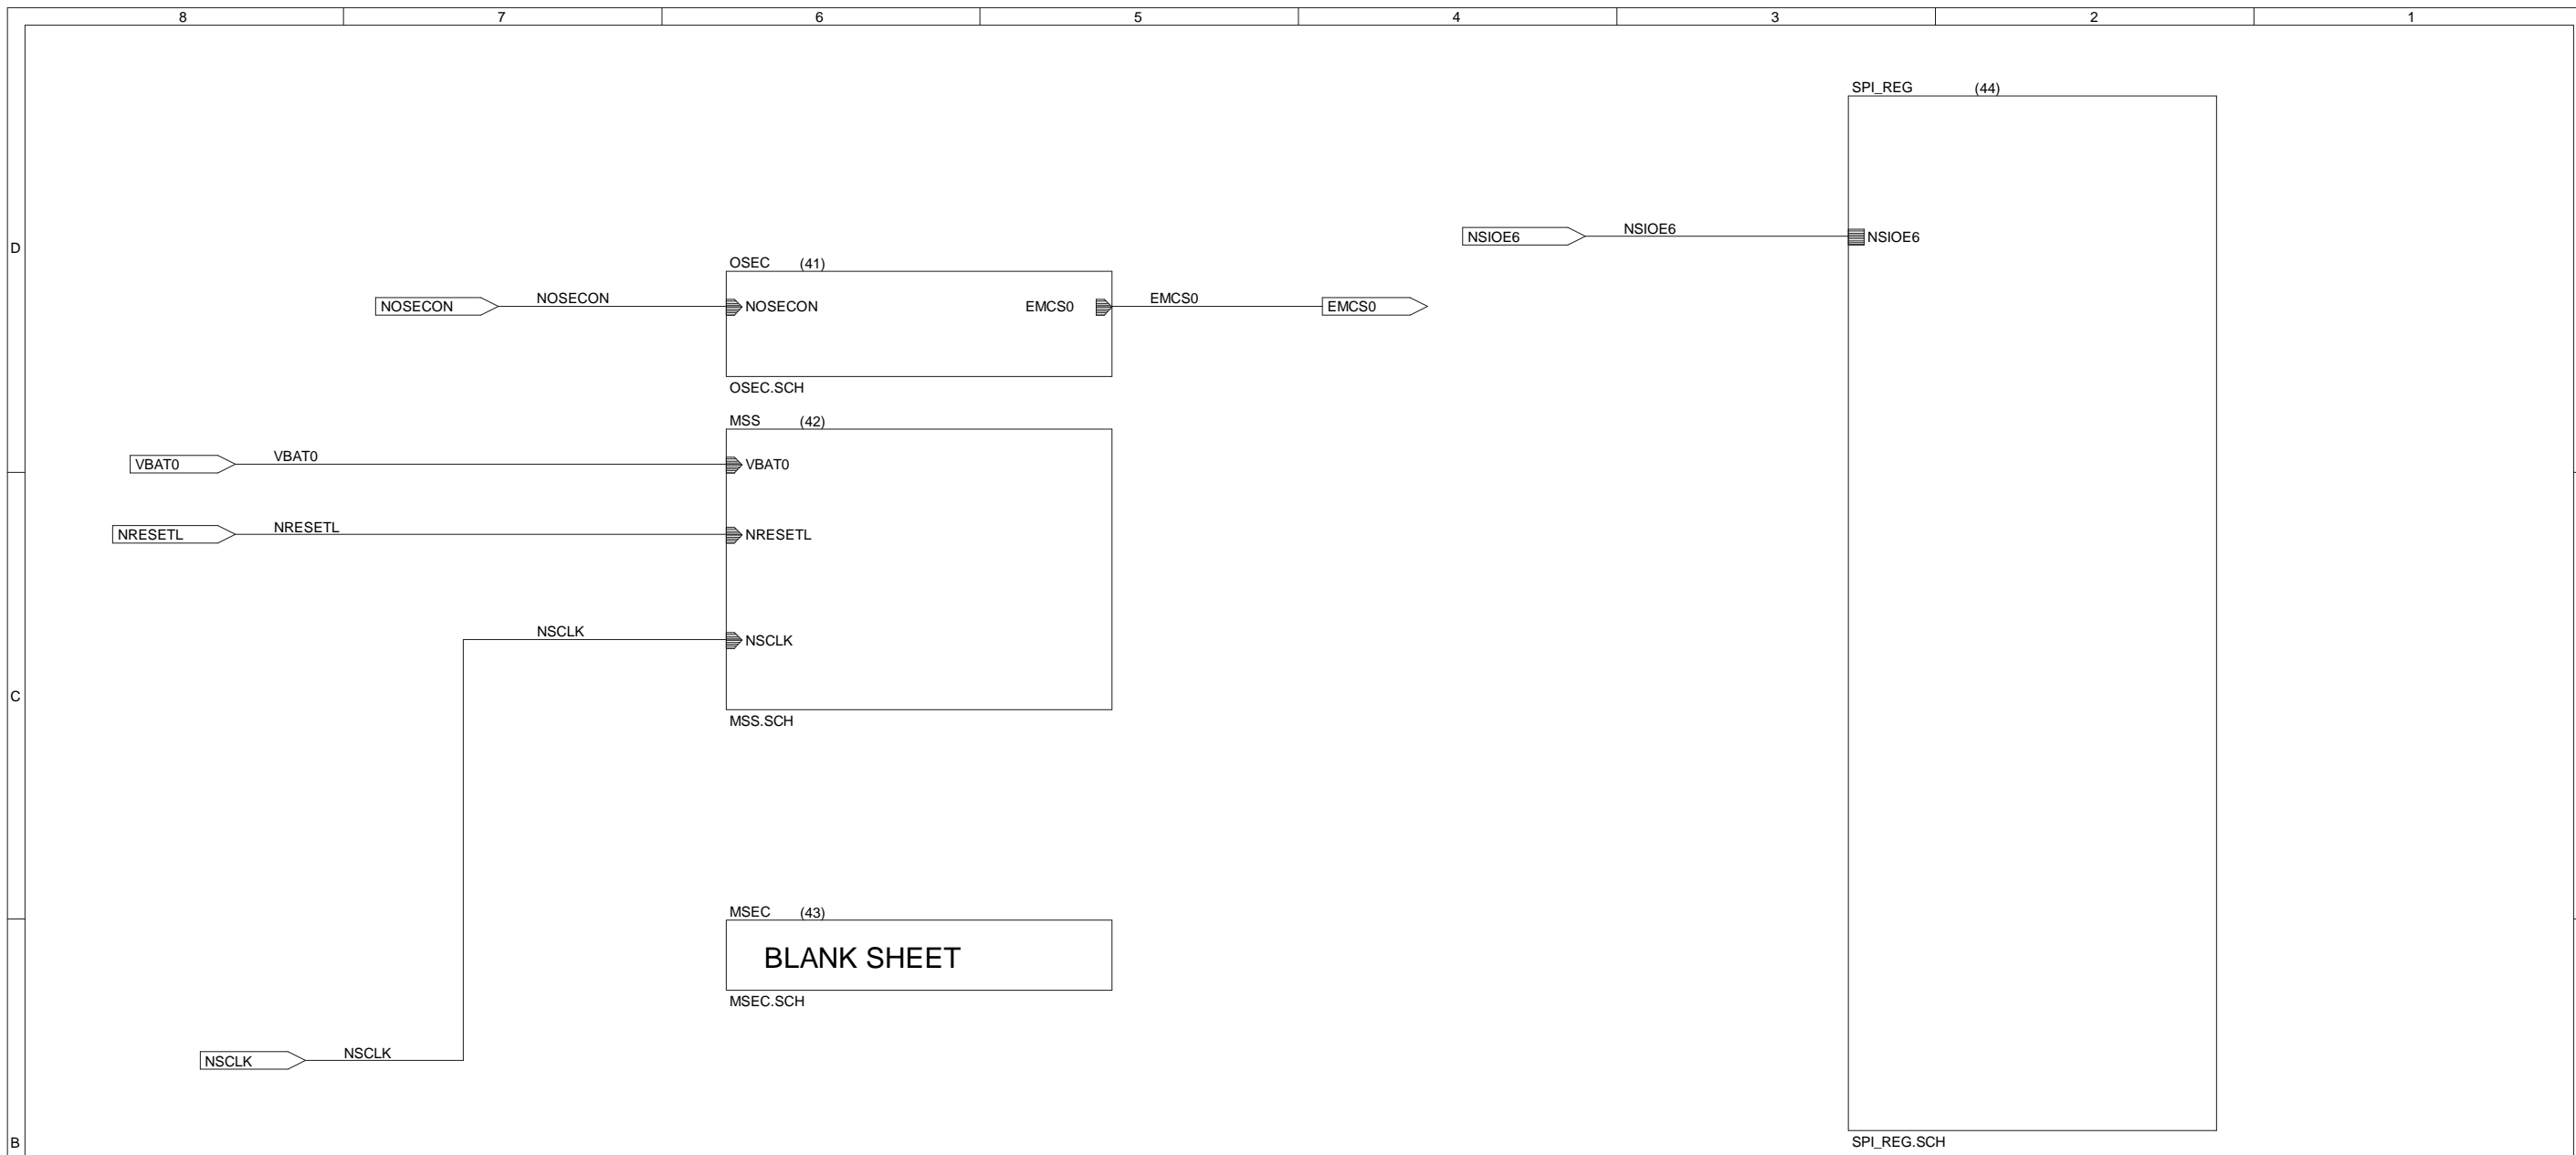 8 7 6 5 4 3 2 1
SPI_REG (44)
NSIOE6 NSIOE6 NSIOE6
D
OSEC (41)
NOSECON NOSECON NOSECON EMCS0 EMCS0 EMCS0
OSEC.SCH
MSS (42)
VBAT0 VBAT0 VBAT0
NRESETL NRESETL NRESETL
NSCLK NSCLK
C
MSS.SCH
MSEC (43)
BLANK SHEET
MSEC.SCH
NSCLK NSCLK
B
SPI_REG.SCH